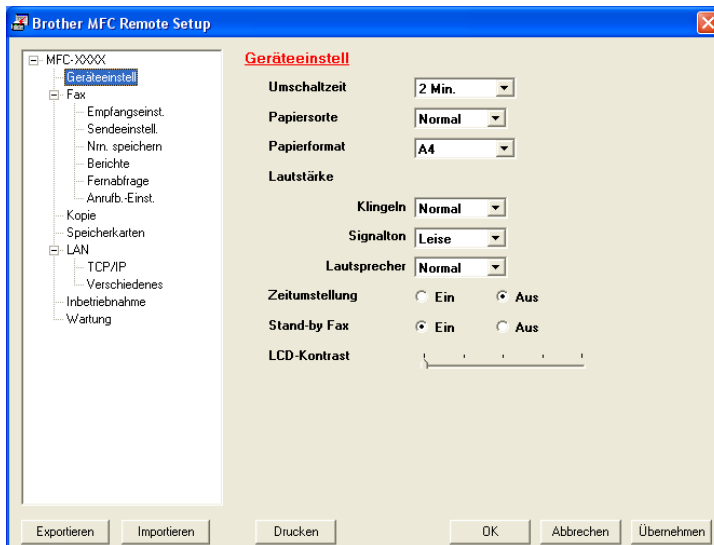 Brother MFC Remote Setup
MFC-XXXX
Geräteeinstell
Fax
Empfangseinst.
Sendeeinstell.
Nrn. speichern
Berichte
Fernabfrage
Anrufb.-Einst.
Kopie
Speicherkarten
LAN
TCP/IP
Verschiedenes
Inbetriebnahme
Wartung
Geräteeinstell
Umschaltzeit 2 Min.
Papiersorte Normal
Papierformat A4
Lautstärke
Klingeln Normal
Signalton Leise
Lautsprecher Normal
Zeitumstellung Ein Aus
Stand-by Fax Ein Aus
LCD-Kontrast
Exportieren Importieren Drucken OK Abbrechen Übernehmen